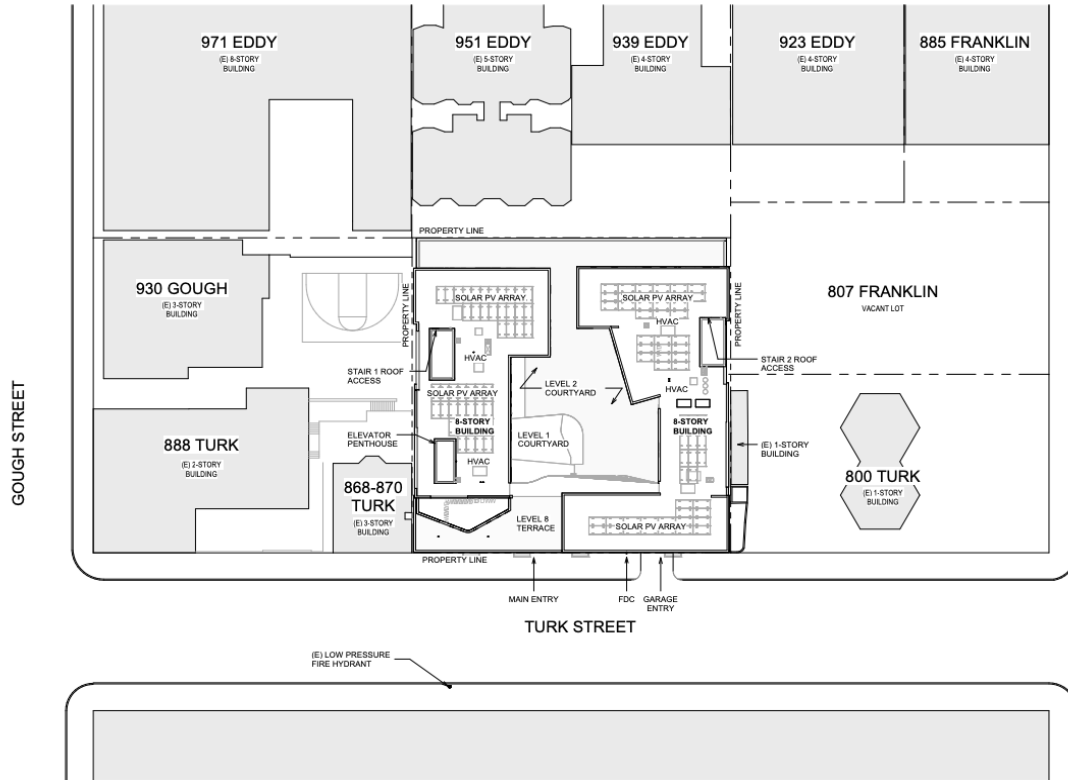 971 EDDY
(E) 8-STORY
BUILDING
951 EDDY
(E) 5-STORY
BUILDING
939 EDDY
(E) 4-STORY
BUILDING
923 EDDY
(E) 4-STORY
BUILDING
885 FRANKLIN
(E) 4-STORY
BUILDING
PROPERTY LINE
930 GOUGH
(E) 3-STORY
BUILDING
PROPERTY LINE
SOLAR PV ARRAY
SOLAR PV ARRAY
PROPERTY LINE
807 FRANKLIN
VACANT LOT
HVAC
HVAC
STAIR 1 ROOF
ACCESS
STAIR 2 ROOF
ACCESS
SOLAR PV ARRAY
LEVEL 2
COURTYARD
HVAC
8-STORY
BUILDING
8-STORY
BUILDING
GOUGH STREET
888 TURK
(E) 2-STORY
BUILDING
ELEVATOR
PENTHOUSE
LEVEL 1
COURTYARD
(E) 1-STORY
BUILDING
HVAC
868-870
TURK
(E) 3-STORY
BUILDING
800 TURK
(E) 1-STORY
BUILDING
LEVEL 8
TERRACE
SOLAR PV ARRAY
PROPERTY LINE
MAIN ENTRY
FDC
GARAGE
ENTRY
TURK STREET
(E) LOW PRESSURE
FIRE HYDRANT